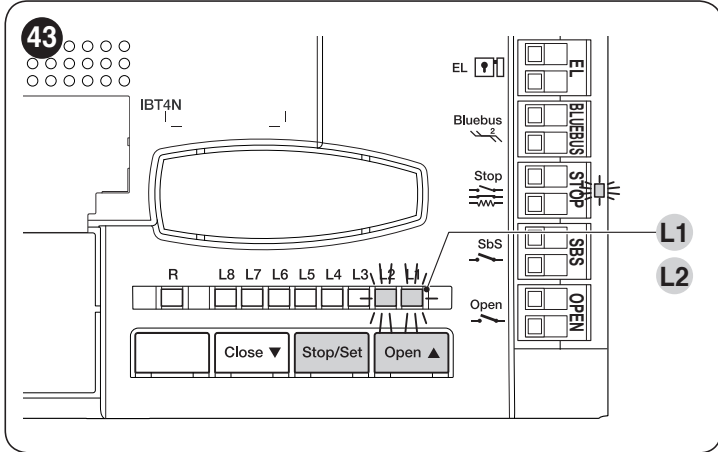 43
IBT4N
EL
EL
Bluebus
2
BLUEBUS
Stop
STOP
SbS
SBS
Open
OPEN
L1
L2
R L8 L7 L6 L5 L4 L3 L2 L1
Close ▼ Stop/Set Open ▲